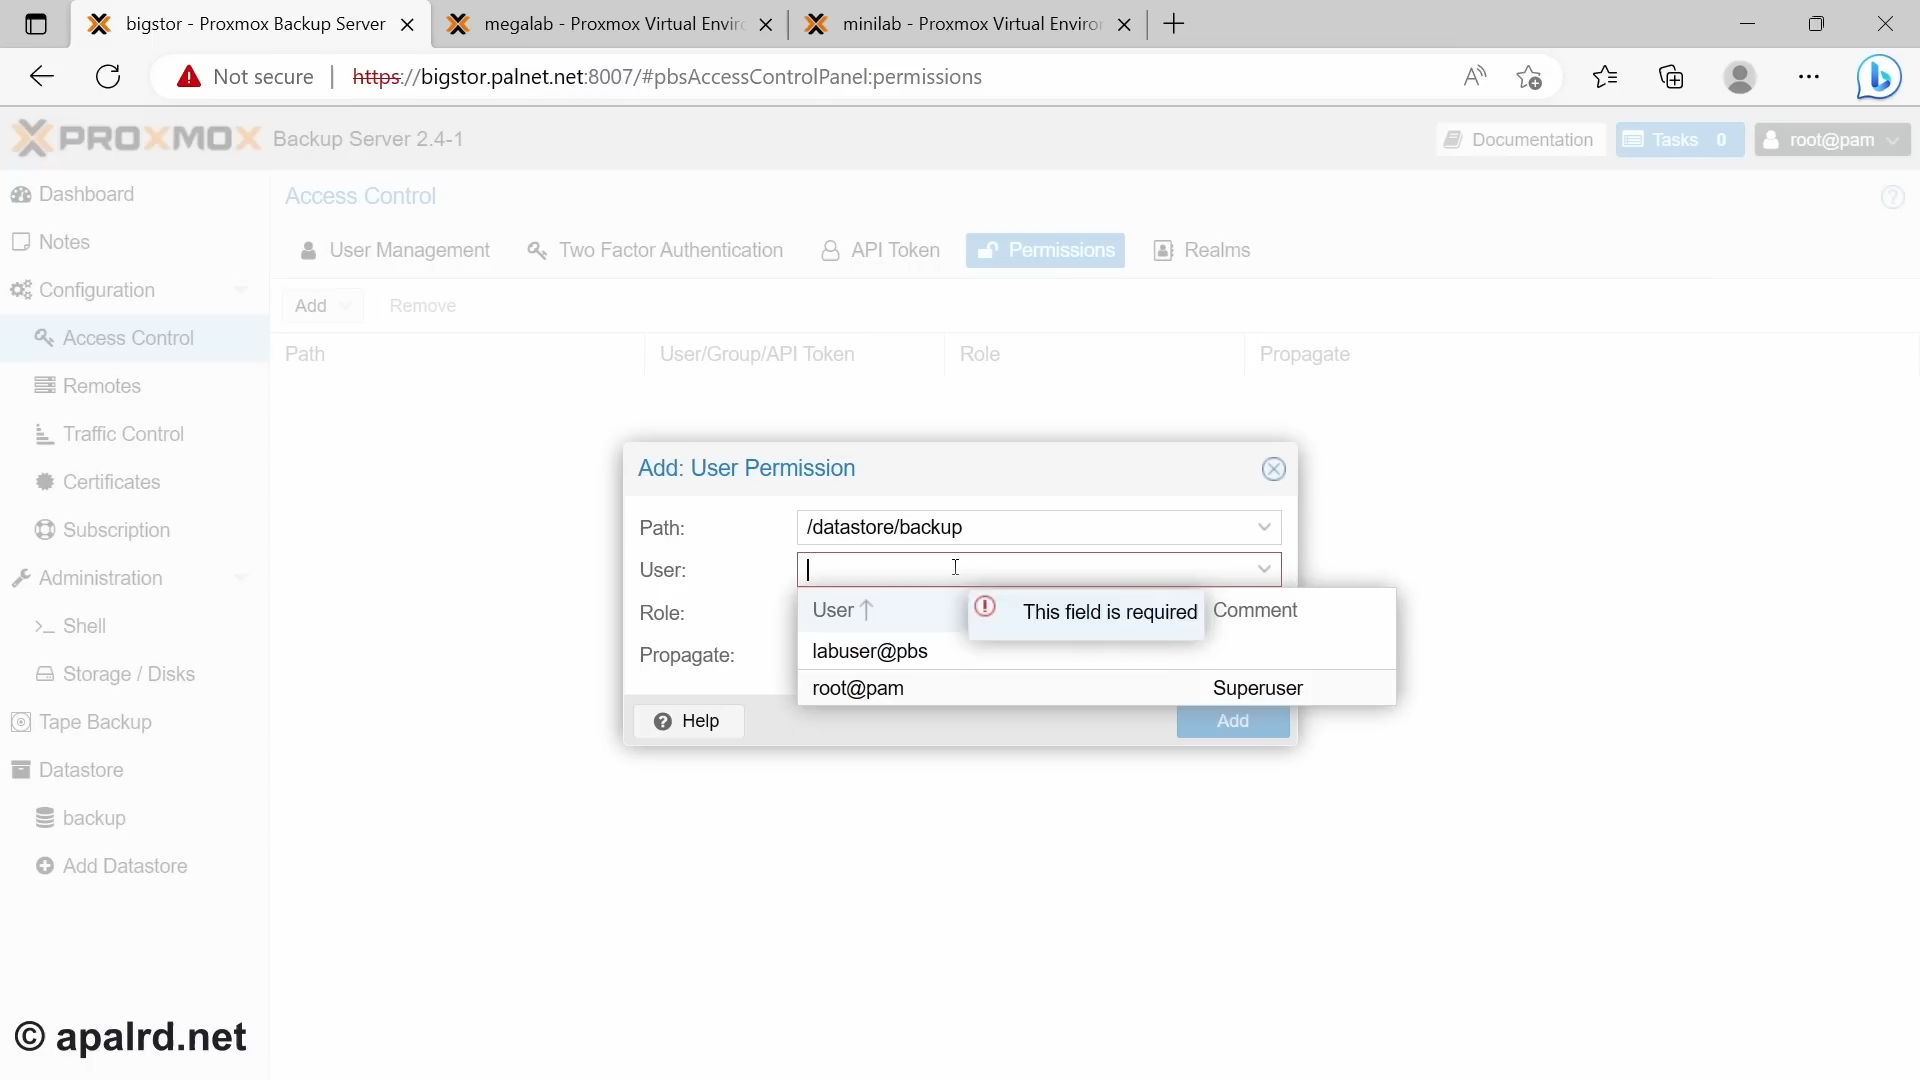 bigstor - Proxmox Backup Server
megalab - Proxmox Virtual Enviro
minilab - Proxmox Virtual Enviror
Not secure
https://bigstor.palnet.net:8007/#pbsAccessControlPanel:permissions
PROXMOX Backup Server 2.4-1
Documentation
Tasks 0
root@pam
Dashboard
Notes
Configuration
Access Control
Remotes
Traffic Control
Certificates
Subscription
Administration
Shell
Storage / Disks
Tape Backup
Datastore
backup
Add Datastore
Access Control
User Management
Two Factor Authentication
API Token
Permissions
Realms
Add
Remove
Path
User/Group/API Token
Role
Propagate
Add: User Permission
Path:
/datastore/backup
User:
Role:
Propagate:
User
This field is required
Comment
labuser@pbs
root@pam
Superuser
Help
Add
© apalrd.net